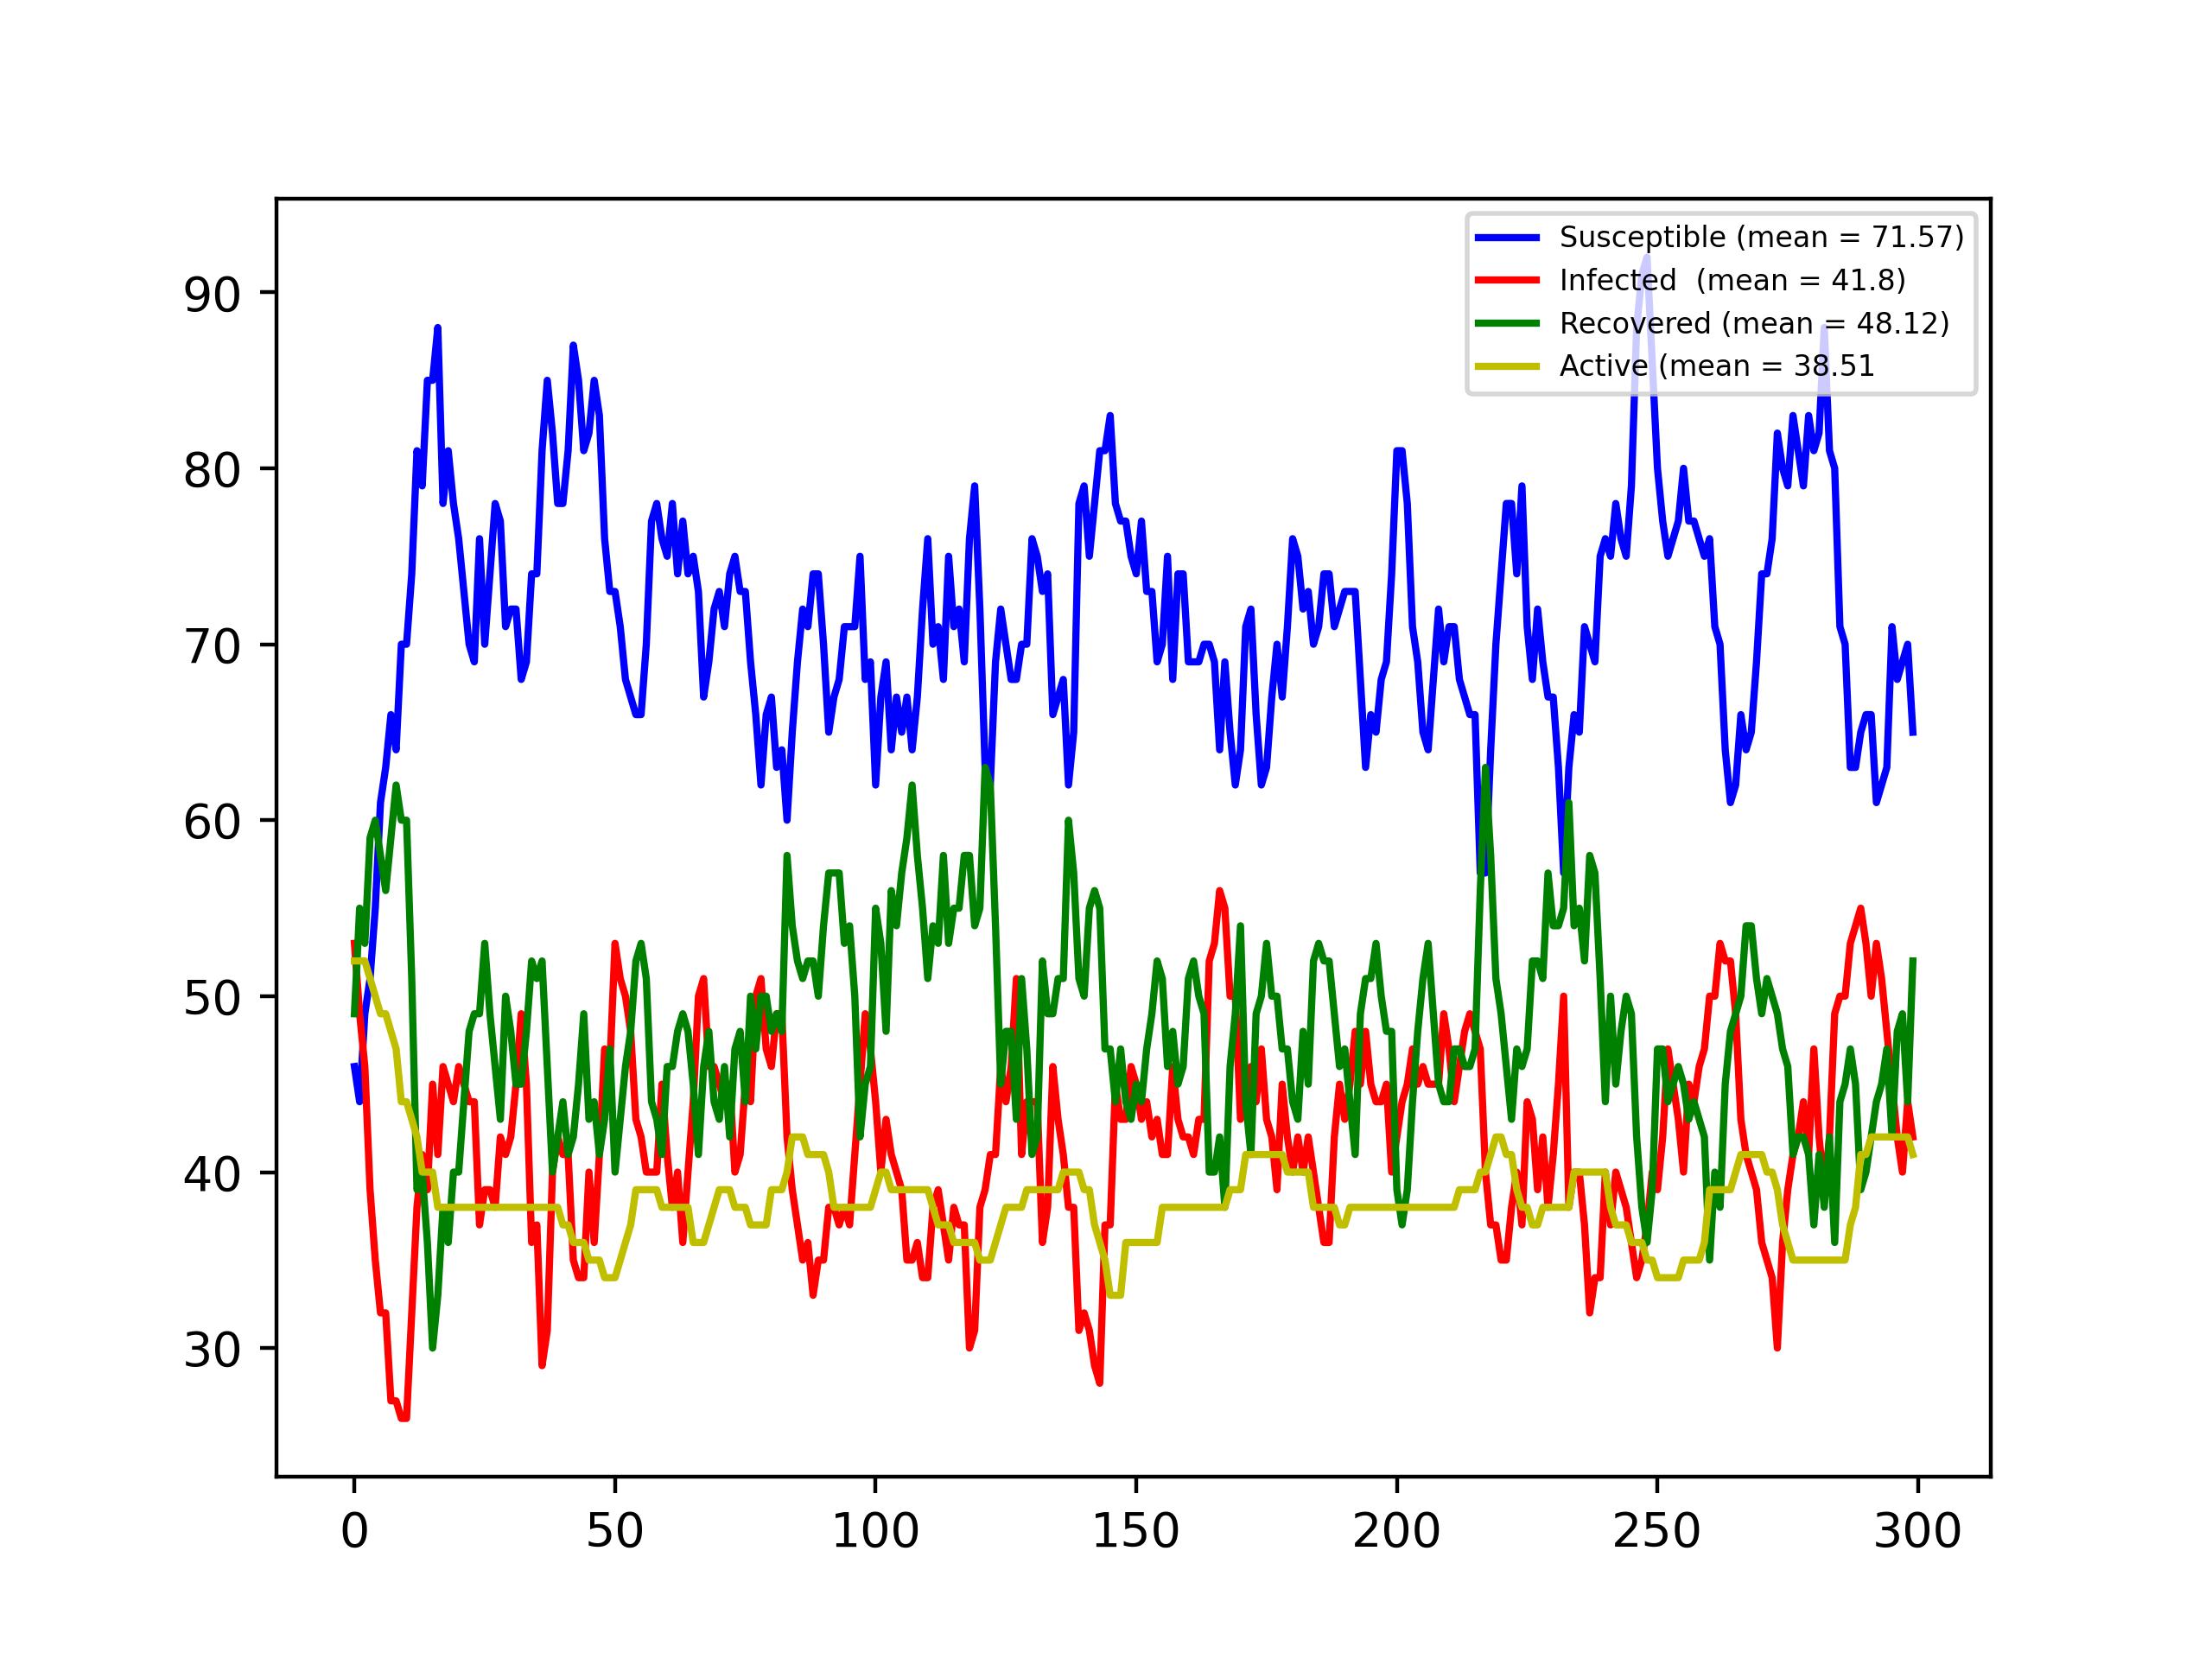 Susceptible (mean = 71.57)
Infected  (mean = 41.8)
Recovered (mean = 48.12)
Active (mean = 38.51
90
80
70
60
50
40
30
0 50 100 150 200 250 300